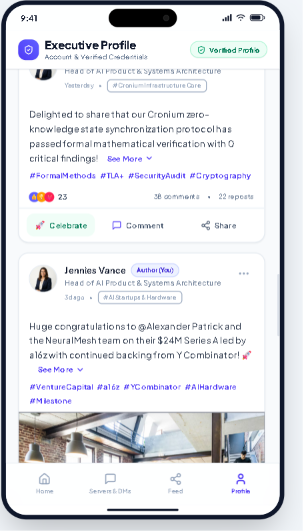 9:41
Executive Profile
Account & Verified Credentials
Verified Profile
Head of AI Product & Systems Architecture
Yesterday • #CroniumInfrastructureCore
Delighted to share that our Cronium zero-
knowledge state synchronization protocol has
passed formal mathematical verification with 0
critical findings! See More
#FormalMethods #TLA+ #SecurityAudit #Cryptography
23 38 comments • 22 reposts
🚀 Celebrate Comment Share
Jennies Vance Author (You)
Head of AI Product & Systems Architecture
3d ago • #AIStartups & Hardware
Huge congratulations to @Alexander Patrick and
the NeuralMesh team on their $24M Series A led by
a16z with continued backing from Y Combinator! 🚀
See More
#VentureCapital #a16z #YCombinator #AIHardware
#Milestone
Home Servers & DMs Feed Profile